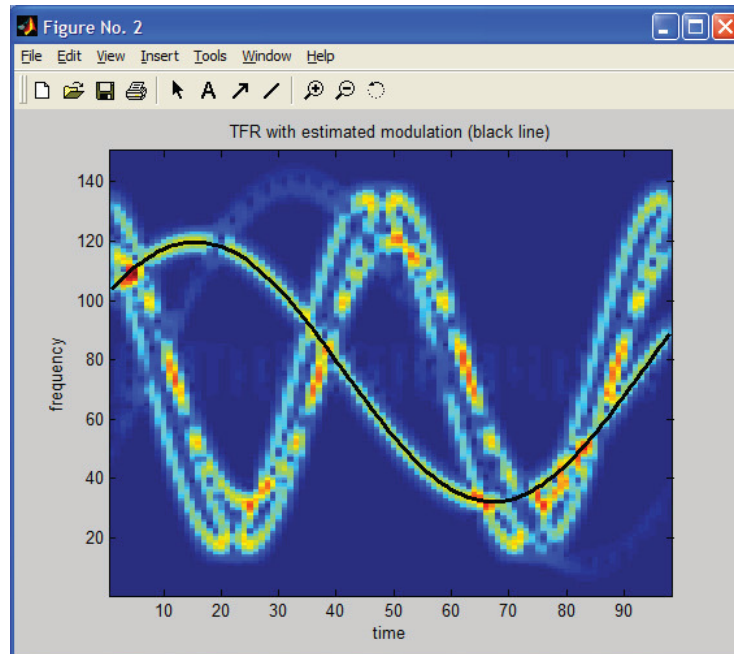 Figure No. 2
File Edit View Insert Tools Window Help
A
TFR with estimated modulation (black line)
140
120
100
80
60
40
20
frequency
10 20 30 40 50 60 70 80 90
time